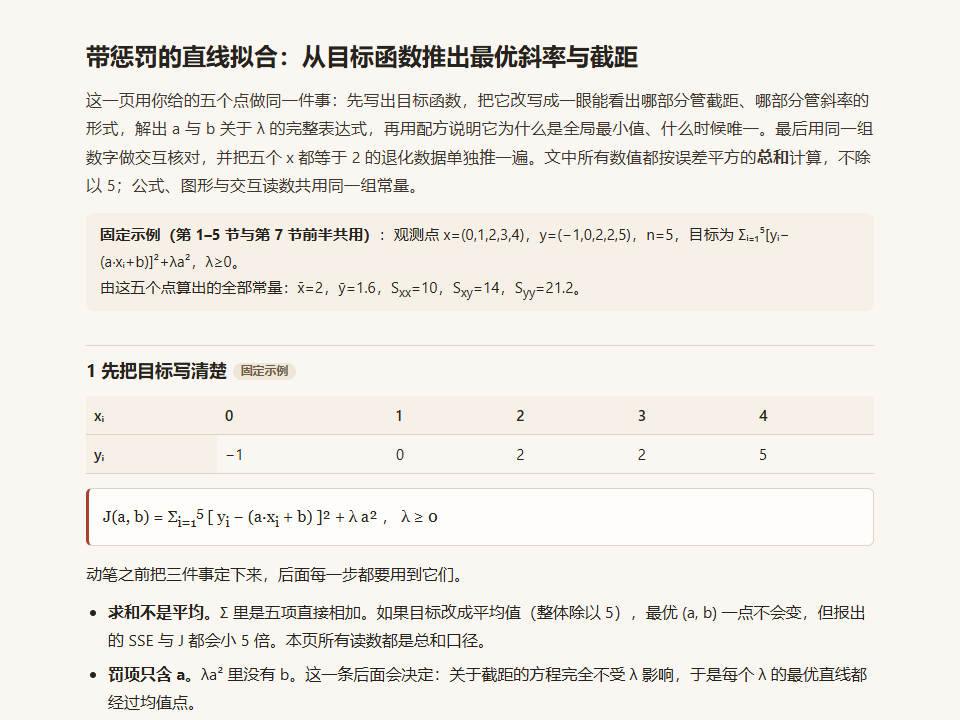 带惩罚的直线拟合：从目标函数推出最优斜率与截距
这一页用你给的五个点做同一件事：先写出目标函数，把它改写成一眼能看出哪部分管截距、哪部分管斜率的
形式，解出 a 与 b 关于 λ 的完整表达式，再用配方说明它为什么是全局最小值、什么时候唯一。最后用同一组
数字做交互核对，并把五个 x 都等于 2 的退化数据单独推一遍。文中所有数值都按误差平方的总和计算，不除
以 5；公式、图形与交互读数共用同一组常量。
固定示例（第 1–5 节与第 7 节前半共用）：观测点 x=(0,1,2,3,4)，y=(−1,0,2,2,5)，n=5，目标为 Σᵢ₌₁⁵[yᵢ−
(a·xᵢ+b)]²+λa²，λ≥0。
由这五个点算出的全部常量：x̄=2，ȳ=1.6，Sxx=10，Sxy=14，Syy=21.2。
1 先把目标写清楚 固定示例
xᵢ 0 1 2 3 4
yᵢ −1 0 2 2 5
J(a, b) = Σᵢ₌₁⁵ [ yᵢ − (a·xᵢ + b) ]² + λ a² ， λ ≥ 0
动笔之前把三件事定下来，后面每一步都要用到它们。
• 求和不是平均。Σ 里是五项直接相加。如果目标改成平均值（整体除以 5），最优 (a, b) 一点不会变，但报出
的 SSE 与 J 都会小 5 倍。本页所有读数都是总和口径。
• 罚项只含 a。λa² 里没有 b。这一条后面会决定：关于截距的方程完全不受 λ 影响，于是每个 λ 的最优直线都
经过均值点。